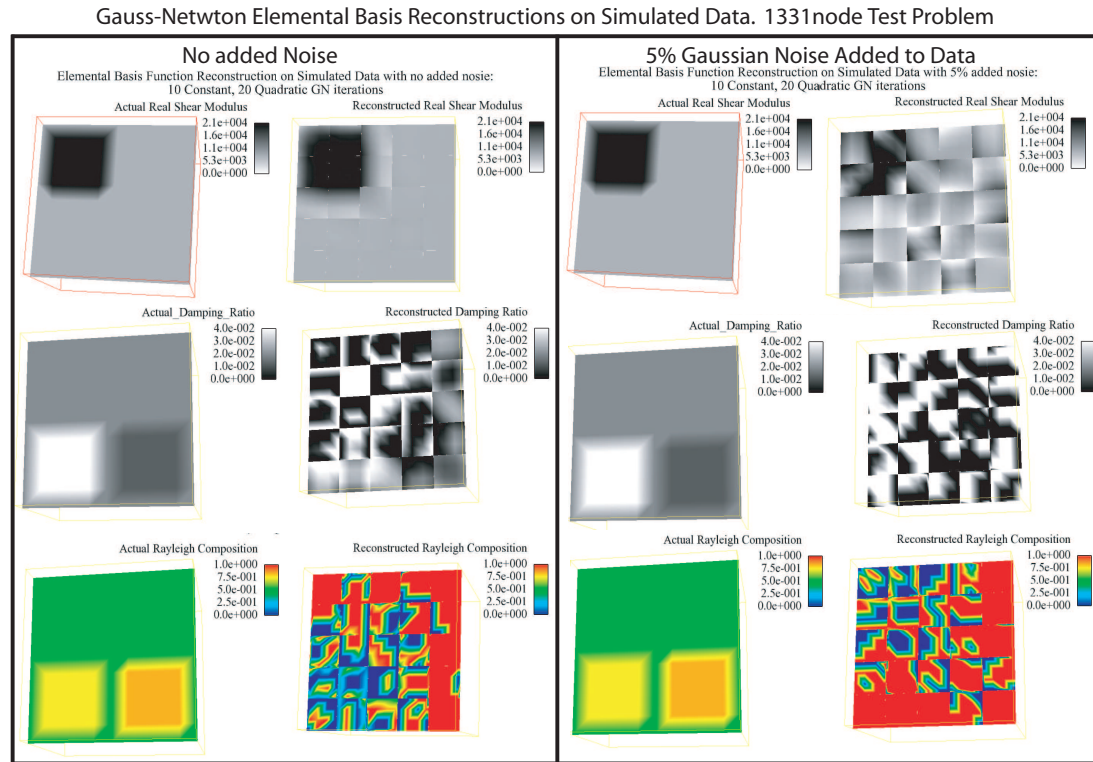 Gauss-Netwton Elemental Basis Reconstructions on Simulated Data. 1331node Test Problem
No added Noise
Elemental Basis Function Reconstruction on Simulated Data with no added nosie:
10 Constant, 20 Quadratic GN iterations
Actual Real Shear Modulus
2.1e+004
1.6e+004
1.1e+004
5.3e+003
0.0e+000
Reconstructed Real Shear Modulus
2.1e+004
1.6e+004
1.1e+004
5.3e+003
0.0e+000
Actual_Damping_Ratio
4.0e-002
3.0e-002
2.0e-002
1.0e-002
0.0e+000
Reconstructed Damping Ratio
4.0e-002
3.0e-002
2.0e-002
1.0e-002
0.0e+000
Actual Rayleigh Composition
1.0e+000
7.5e-001
5.0e-001
2.5e-001
0.0e+000
Reconstructed Rayleigh Composition
1.0e+000
7.5e-001
5.0e-001
2.5e-001
0.0e+000
5% Gaussian Noise Added to Data
Elemental Basis Function Reconstruction on Simulated Data with 5% added nosie:
10 Constant, 20 Quadratic GN iterations
Actual Real Shear Modulus
2.1e+004
1.6e+004
1.1e+004
5.3e+003
0.0e+000
Reconstructed Real Shear Modulus
2.1e+004
1.6e+004
1.1e+004
5.3e+003
0.0e+000
Actual_Damping_Ratio
4.0e-002
3.0e-002
2.0e-002
1.0e-002
0.0e+000
Reconstructed Damping Ratio
4.0e-002
3.0e-002
2.0e-002
1.0e-002
0.0e+000
Actual Rayleigh Composition
1.0e+000
7.5e-001
5.0e-001
2.5e-001
0.0e+000
Reconstructed Rayleigh Composition
1.0e+000
7.5e-001
5.0e-001
2.5e-001
0.0e+000